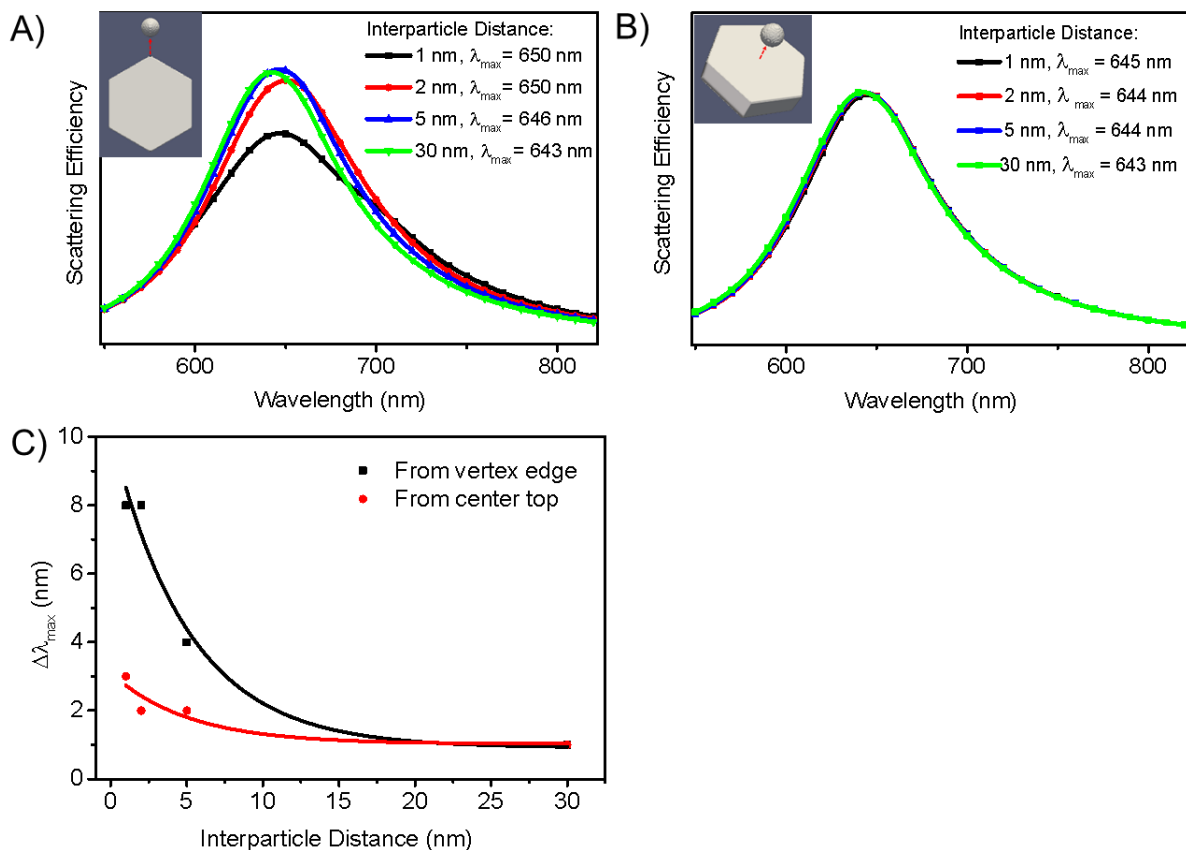 A)
Interparticle Distance:
1 nm, λmax = 650 nm
2 nm, λmax = 650 nm
5 nm, λmax = 646 nm
30 nm, λmax = 643 nm
Scattering Efficiency
600 700 800
Wavelength (nm)
B)
Interparticle Distance:
1 nm, λmax = 645 nm
2 nm, λmax = 644 nm
5 nm, λmax = 644 nm
30 nm, λmax = 643 nm
Scattering Efficiency
600 700 800
Wavelength (nm)
C)
From vertex edge
From center top
Δλmax (nm)
10
8
6
4
2
0
0 5 10 15 20 25 30
Interparticle Distance (nm)